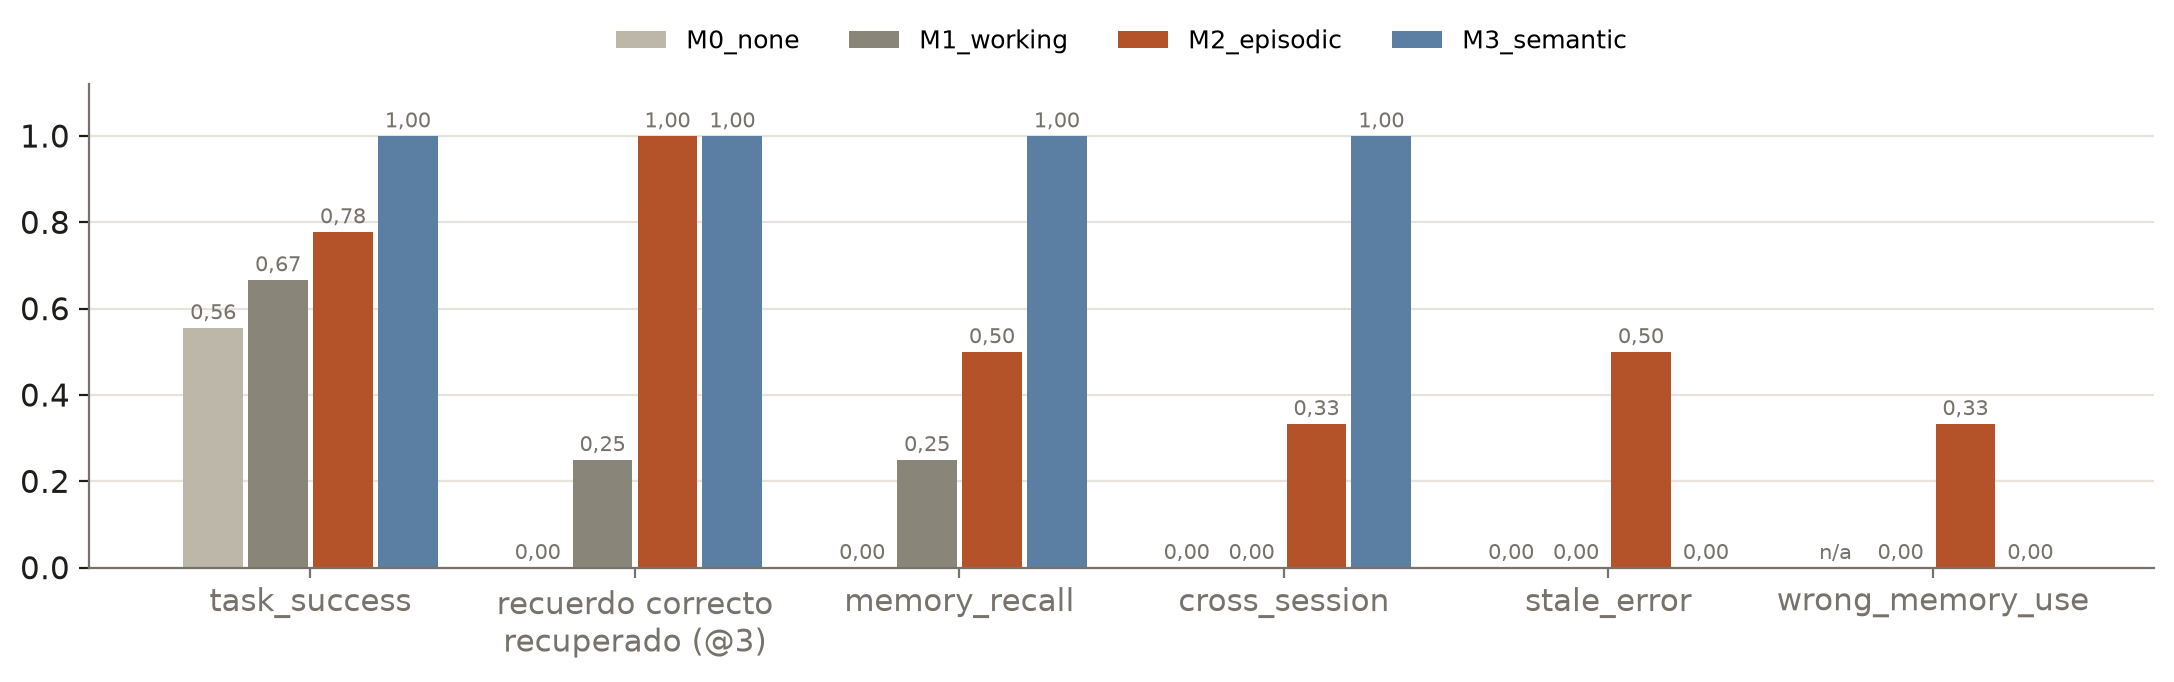 M0_none M1_working M2_episodic M3_semantic
1.0
0.8
0.6
0.4
0.2
0.0
0,56 0,67 0,78 1,00
0,00 0,25 1,00 1,00
0,00 0,25 0,50 1,00
0,00 0,00 0,33 1,00
0,00 0,00 0,50 0,00
n/a 0,00 0,33 0,00
task_success
recuerdo correcto
recuperado (@3)
memory_recall
cross_session
stale_error
wrong_memory_use